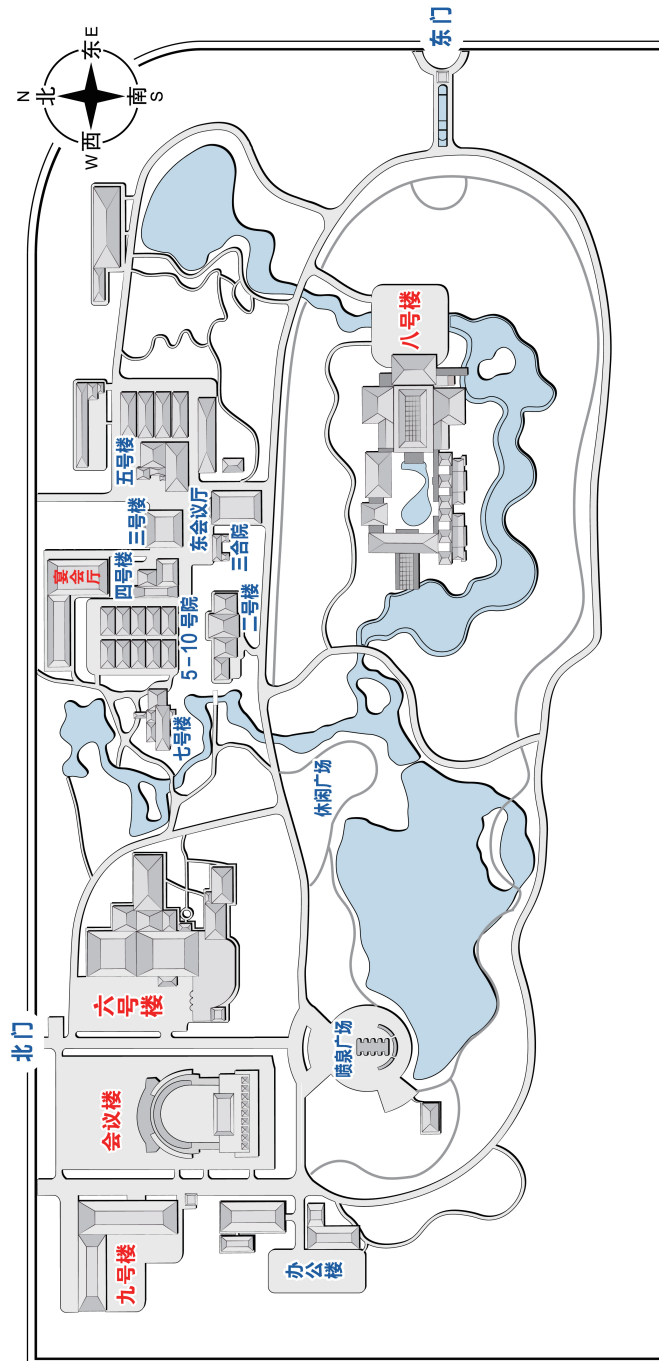 东 E
N 北
南 S
W 西
东 门
八号楼
五号楼
三号楼
东会议厅
三合院
宴会厅
四号楼
5－10 号院
二号楼
七号楼
休闲广场
六号楼
北 门
喷泉广场
会议楼
九号楼
办公楼